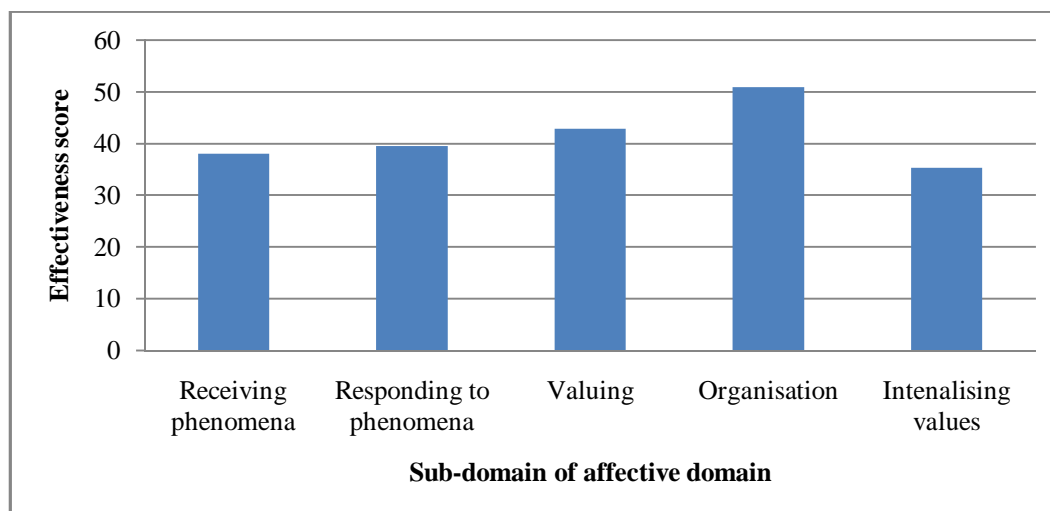 60
50
40
30
20
10
0
Effectiveness score
Receiving phenomena
Responding to phenomena
Valuing
Organisation
Intenalising values
Sub-domain of affective domain